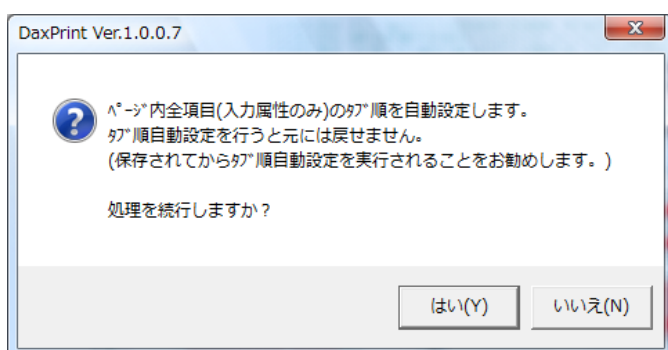 DaxPrint Ver.1.0.0.7
ﾍﾟｰｼﾞ内全項目(入力属性のみ)のﾀﾌﾞ順を自動設定します。
ﾀﾌﾞ順自動設定を行うと元には戻せません。
(保存されてからﾀﾌﾞ順自動設定を実行されることをお勧めします。)
処理を続行しますか？
はい(Y)
いいえ(N)